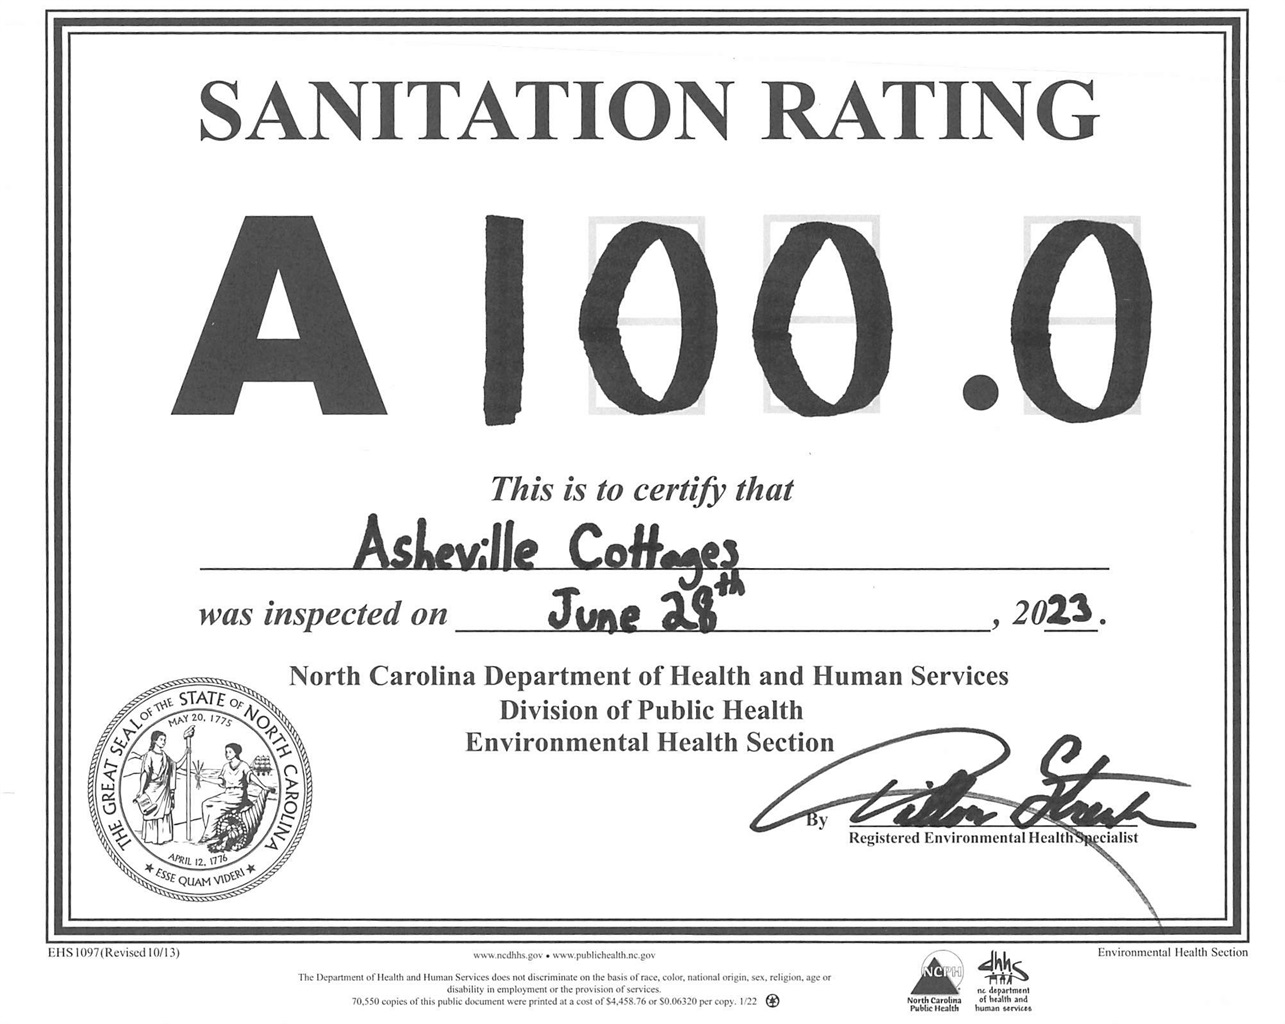 SANITATION RATING
A 100.0
This is to certify that
Asheville Cottages
was inspected on June 28th, 2023.
North Carolina Department of Health and Human Services
Division of Public Health
Environmental Health Section
By
Registered Environmental Health Specialist
THE GREAT SEAL OF THE STATE OF NORTH CAROLINA
MAY 20, 1775
APRIL 12, 1776
★ ESSE QUAM VIDERI ★
EHS1097(Revised10/13)
www.ncdhhs.gov • www.publichealth.nc.gov
Environmental Health Section
The Department of Health and Human Services does not discriminate on the basis of race, color, national origin, sex, religion, age or
disability in employment or the provision of services.
70,550 copies of this public document were printed at a cost of $4,458.76 or $0.06320 per copy. 1/22
NCPH
North Carolina
Public Health
dhhs
nc department
of health and
human services